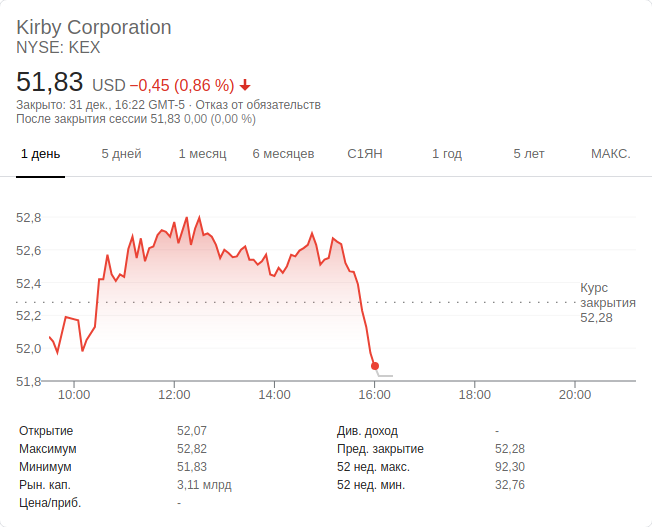 Kirby Corporation
NYSE: KEX
51,83 USD −0,45 (0,86 %)
Закрыто: 31 дек., 16:22 GMT-5 · Отказ от обязательств
После закрытия сессии 51,83 0,00 (0,00 %)
1 день 5 дней 1 месяц 6 месяцев С1ЯН 1 год 5 лет МАКС.
52,8
52,6
52,4
52,2
52,0
51,8
Курс
закрытия
52,28
10:00 12:00 14:00 16:00 18:00 20:00
Открытие 52,07 Див. доход -
Максимум 52,82 Пред. закрытие 52,28
Минимум 51,83 52 нед. макс. 92,30
Рын. кап. 3,11 млрд 52 нед. мин. 32,76
Цена/приб. -